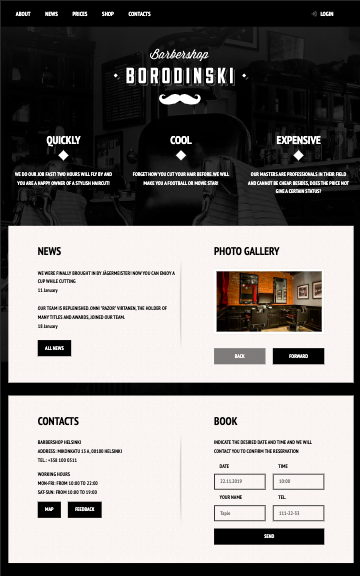 ABOUT NEWS PRICES SHOP CONTACTS LOGIN
Barbershop
BORODINSKI
QUICKLY
WE DO OUR JOB FAST! TWO HOURS WILL FLY BY AND
YOU ARE A HAPPY OWNER OF A STYLISH HAIRCUT!
COOL
FORGET HOW YOU CUT YOUR HAIR BEFORE. WE WILL
MAKE YOU A FOOTBALL OR MOVIE STAR!
EXPENSIVE
OUR MASTERS ARE PROFESSIONALS IN THEIR FIELD
AND CANNOT BE CHEAP. BESIDES, DOES THE PRICE NOT
GIVE A CERTAIN STATUS?
NEWS
WE WERE FINALLY BROUGHT IN BY JÄGERMEISTER! NOW YOU CAN ENJOY A
CUP WHILE CUTTING
11 January
OUR TEAM IS REPLENISHED. ONNI "RAZOR" VIRTANEN, THE HOLDER OF
MANY TITLES AND AWARDS, JOINED OUR TEAM.
18 January
ALL NEWS
PHOTO GALLERY
BACK FORWARD
CONTACTS
BARBERSHOP HELSINKI
ADDRESS: MIKONKATU 15 A, 00100 HELSINKI
TEL.: +358 100 0511
WORKING HOURS
MON-FRI: FROM 10:00 TO 22:00
SAT-SUN: FROM 10:00 TO 19:00
MAP FEEDBACK
BOOK
INDICATE THE DESIRED DATE AND TIME AND WE WILL
CONTACT YOU TO CONFIRM THE RESERVATION
DATE TIME
22.11.2019 10:00
YOUR NAME TEL.
Tapio 111-22-33
SEND